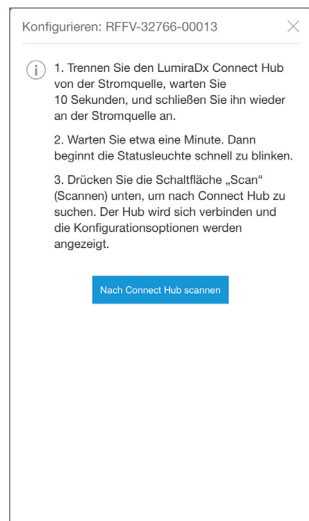 Konfigurieren: RFFV-32766-00013
1. Trennen Sie den LumiraDx Connect Hub
von der Stromquelle, warten Sie
10 Sekunden, und schließen Sie ihn wieder
an der Stromquelle an.
2. Warten Sie etwa eine Minute. Dann
beginnt die Statusleuchte schnell zu blinken.
3. Drücken Sie die Schaltfläche „Scan“
(Scannen) unten, um nach Connect Hub zu
suchen. Der Hub wird sich verbinden und
die Konfigurationsoptionen werden
angezeigt.
Nach Connect Hub scannen